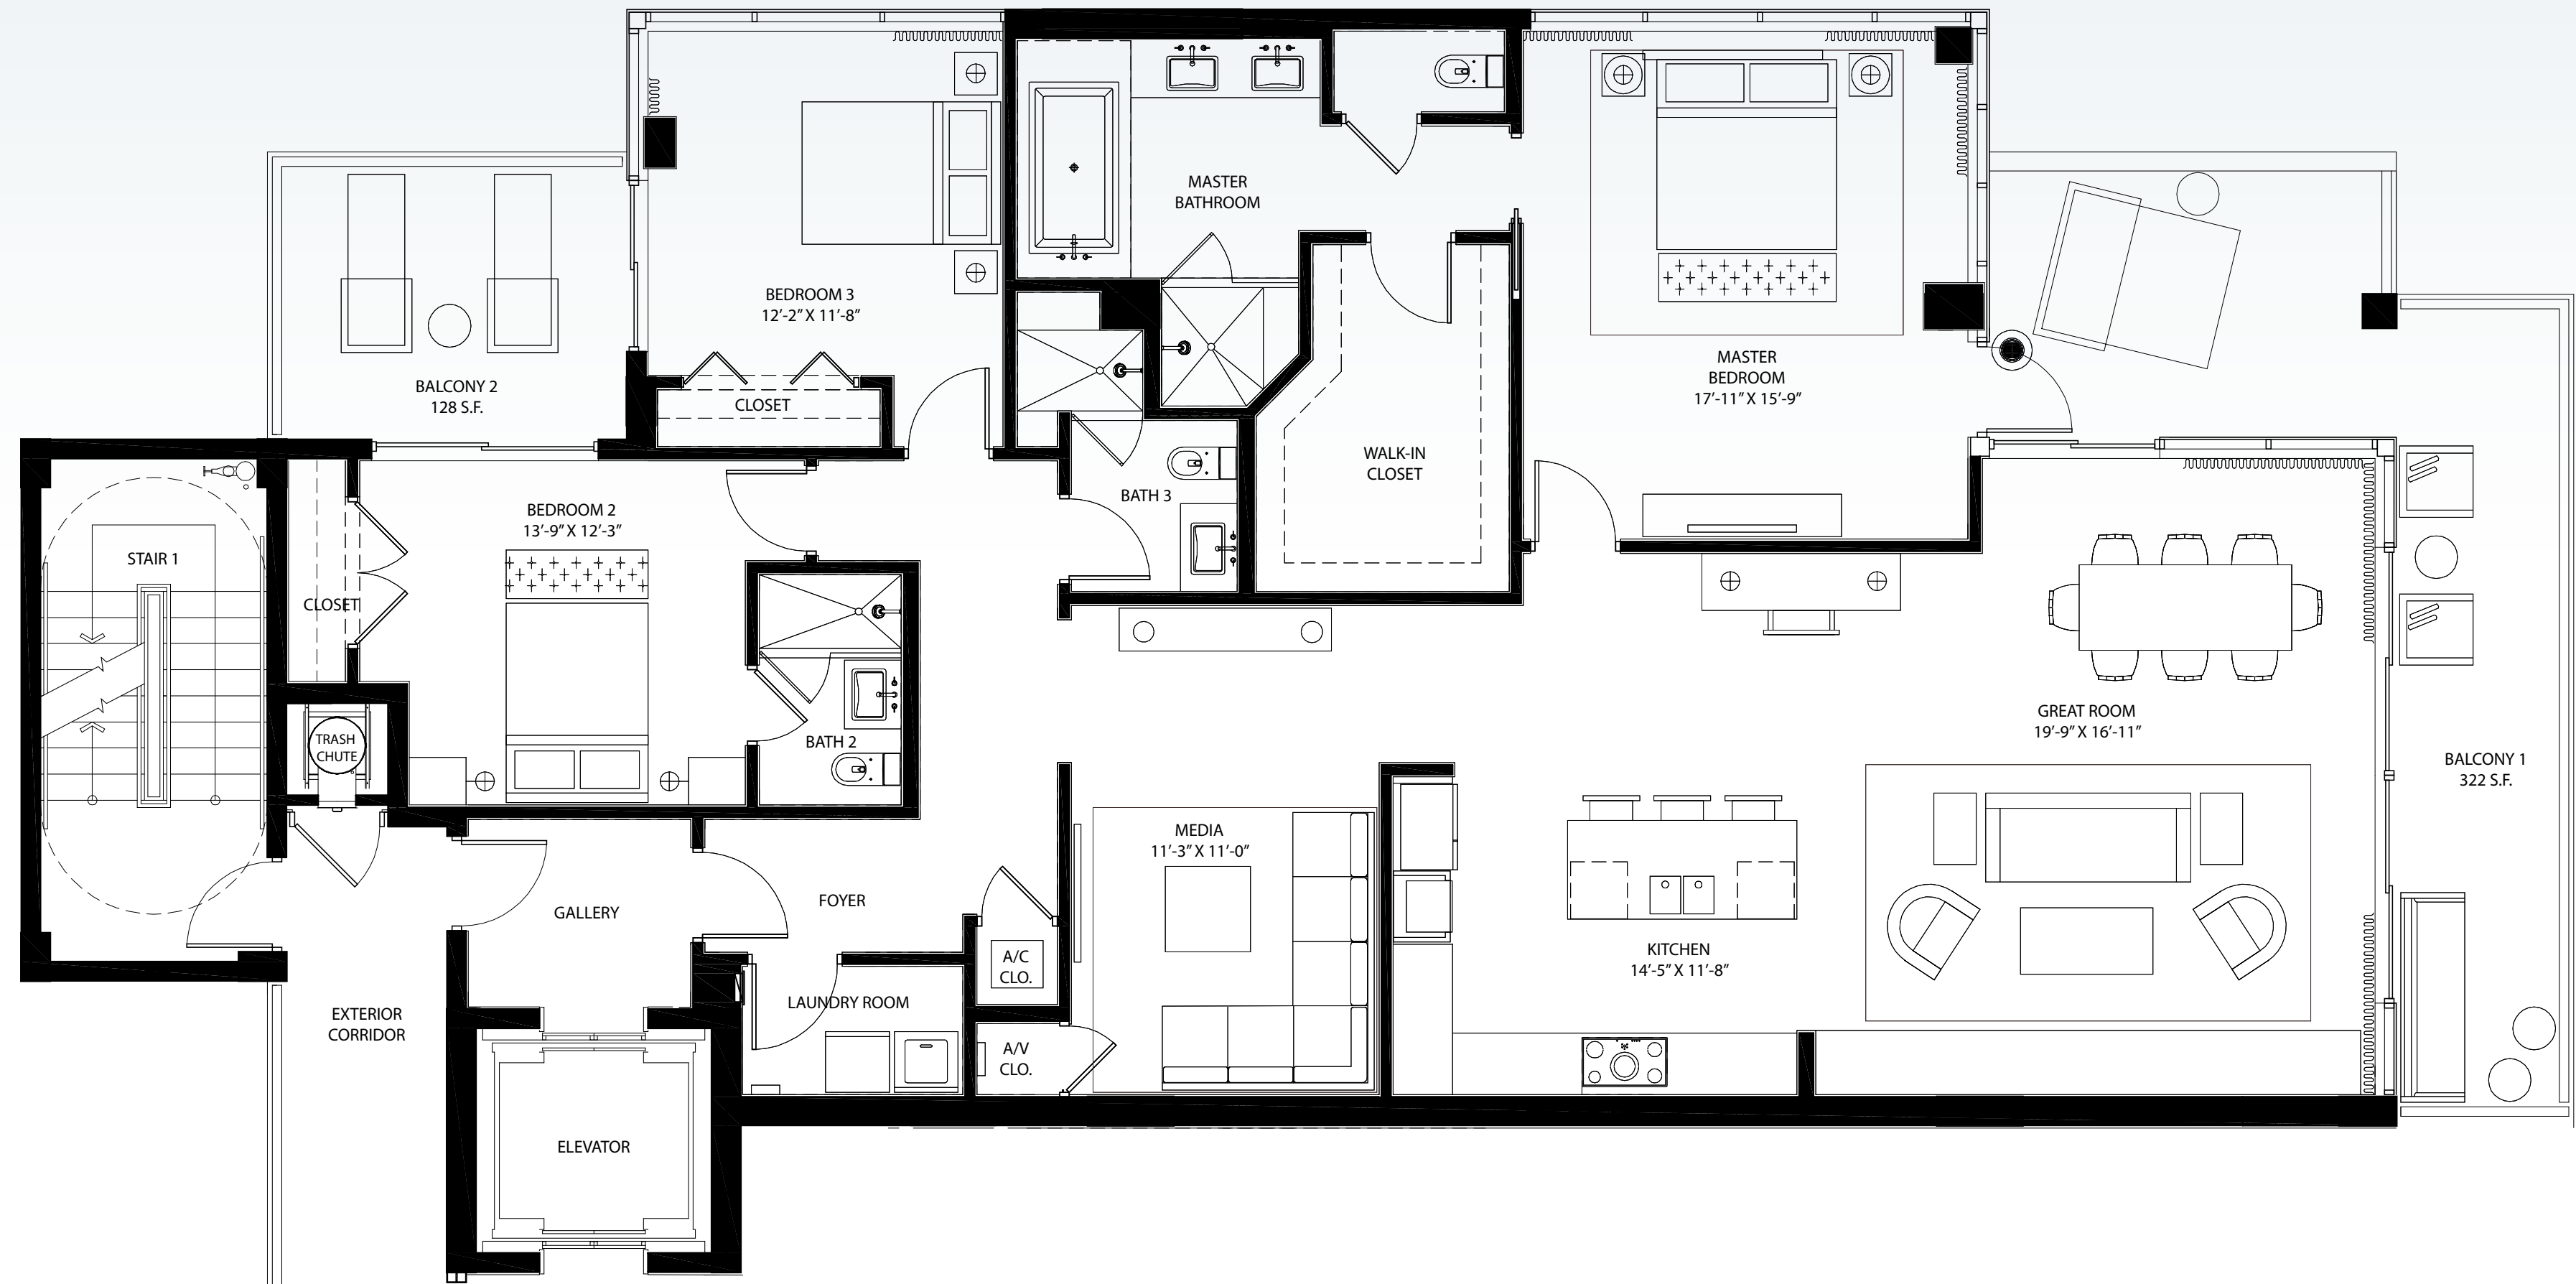 MASTER
BATHROOM
BEDROOM 3
12'-2" X 11'-8"
MASTER
BEDROOM
17'-11" X 15'-9"
BALCONY 2
128 S.F.
CLOSET
WALK-IN
CLOSET
BATH 3
BEDROOM 2
13'-9" X 12'-3"
STAIR 1
CLOSET
GREAT ROOM
19'-9" X 16'-11"
TRASH
CHUTE
BATH 2
BALCONY 1
322 S.F.
MEDIA
11'-3" X 11'-0"
FOYER
GALLERY
KITCHEN
14'-5" X 11'-8"
A/C
CLO.
LAUNDRY ROOM
EXTERIOR
CORRIDOR
A/V
CLO.
ELEVATOR